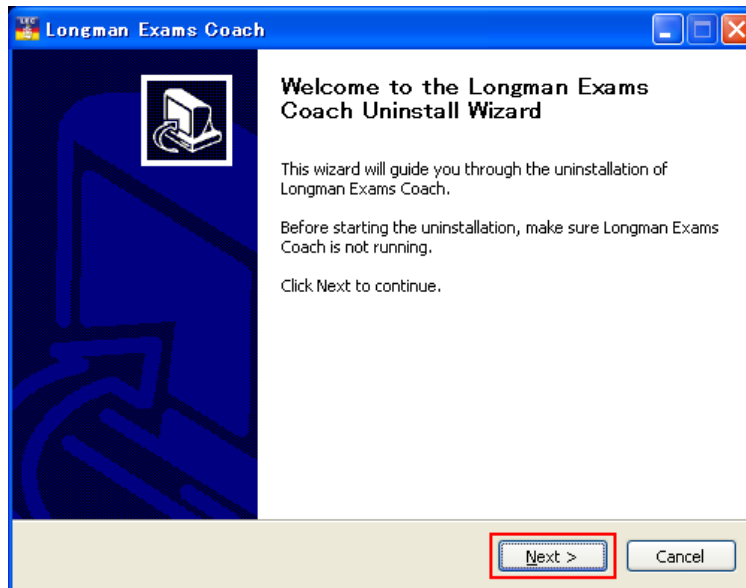 LEC
Longman Exams Coach
Welcome to the Longman Exams
Coach Uninstall Wizard
This wizard will guide you through the uninstallation of
Longman Exams Coach.
Before starting the uninstallation, make sure Longman Exams
Coach is not running.
Click Next to continue.
Next >
Cancel